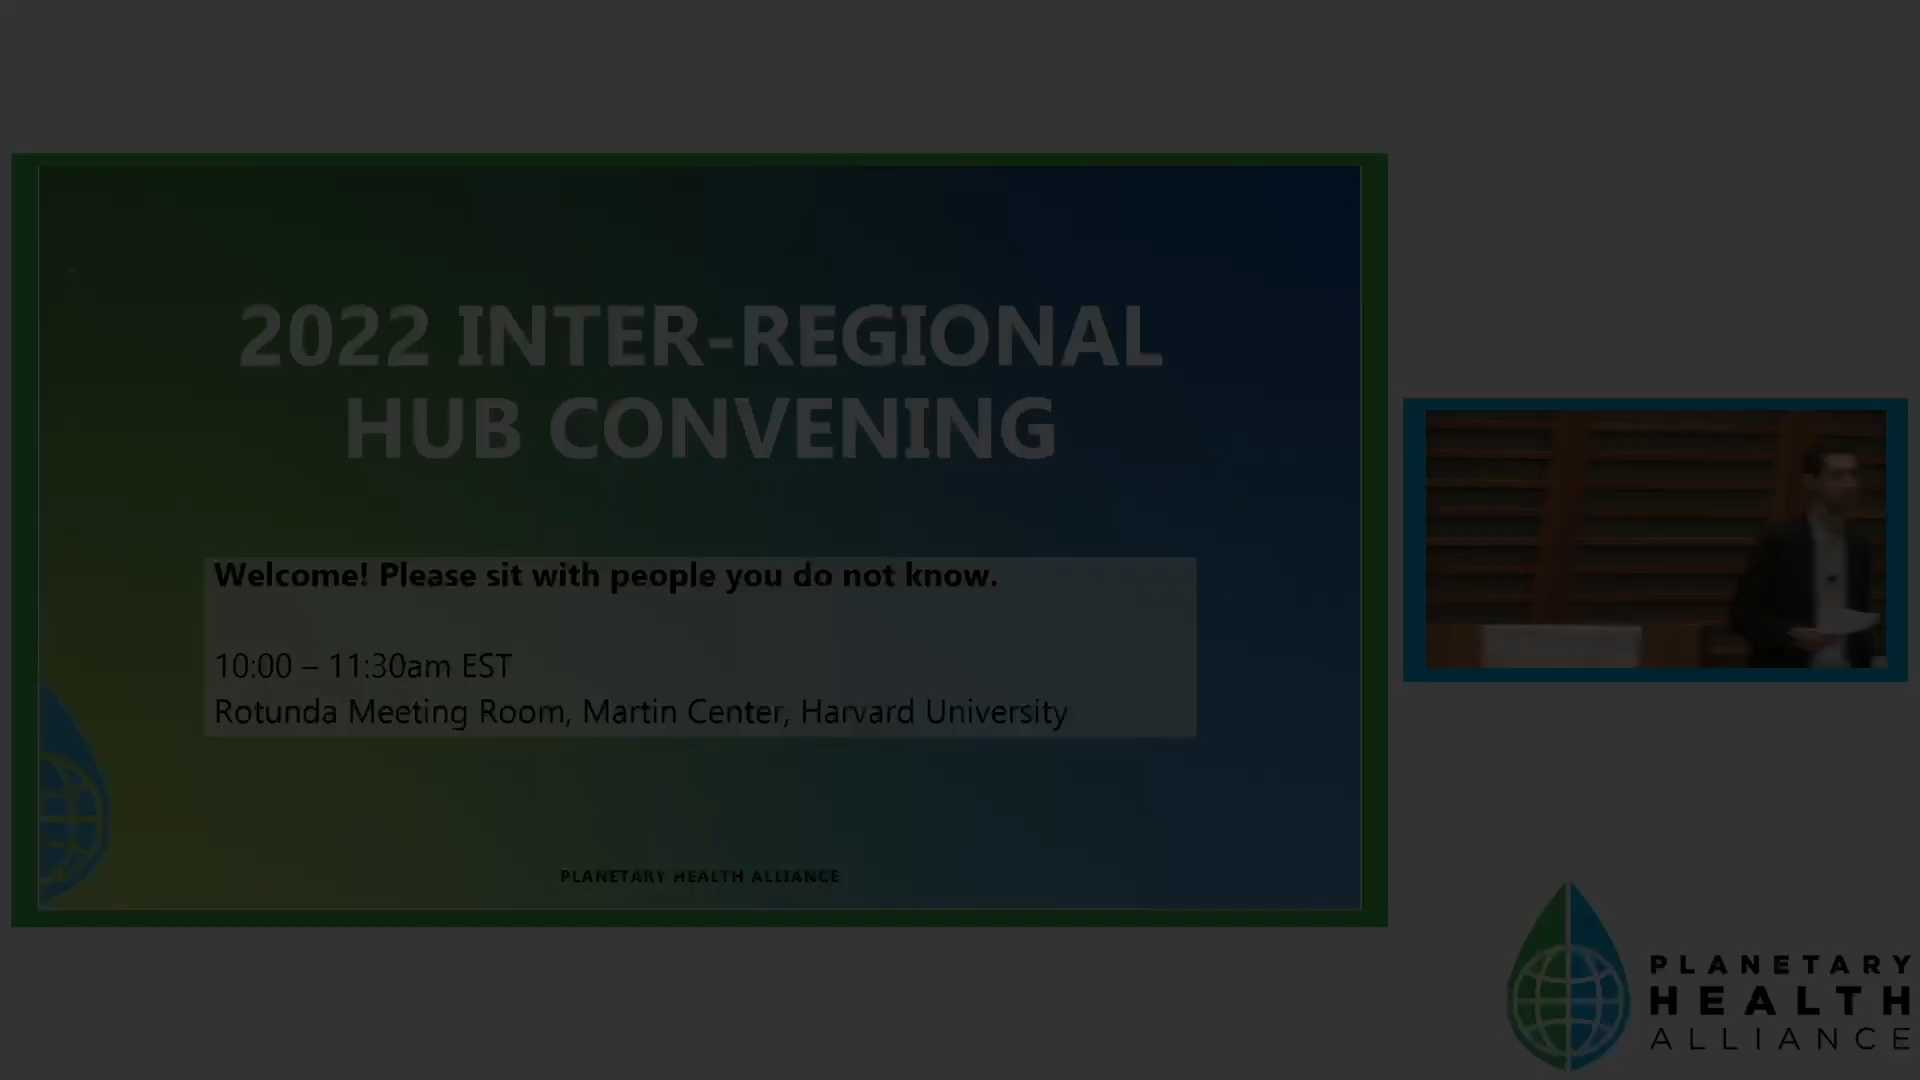 2022 INTER-REGIONAL
HUB CONVENING
Welcome! Please sit with people you do not know.
10:00 – 11:30am EST
Rotunda Meeting Room, Martin Center, Harvard University
PLANETARY HEALTH ALLIANCE
PLANETARY
HEALTH
ALLIANCE